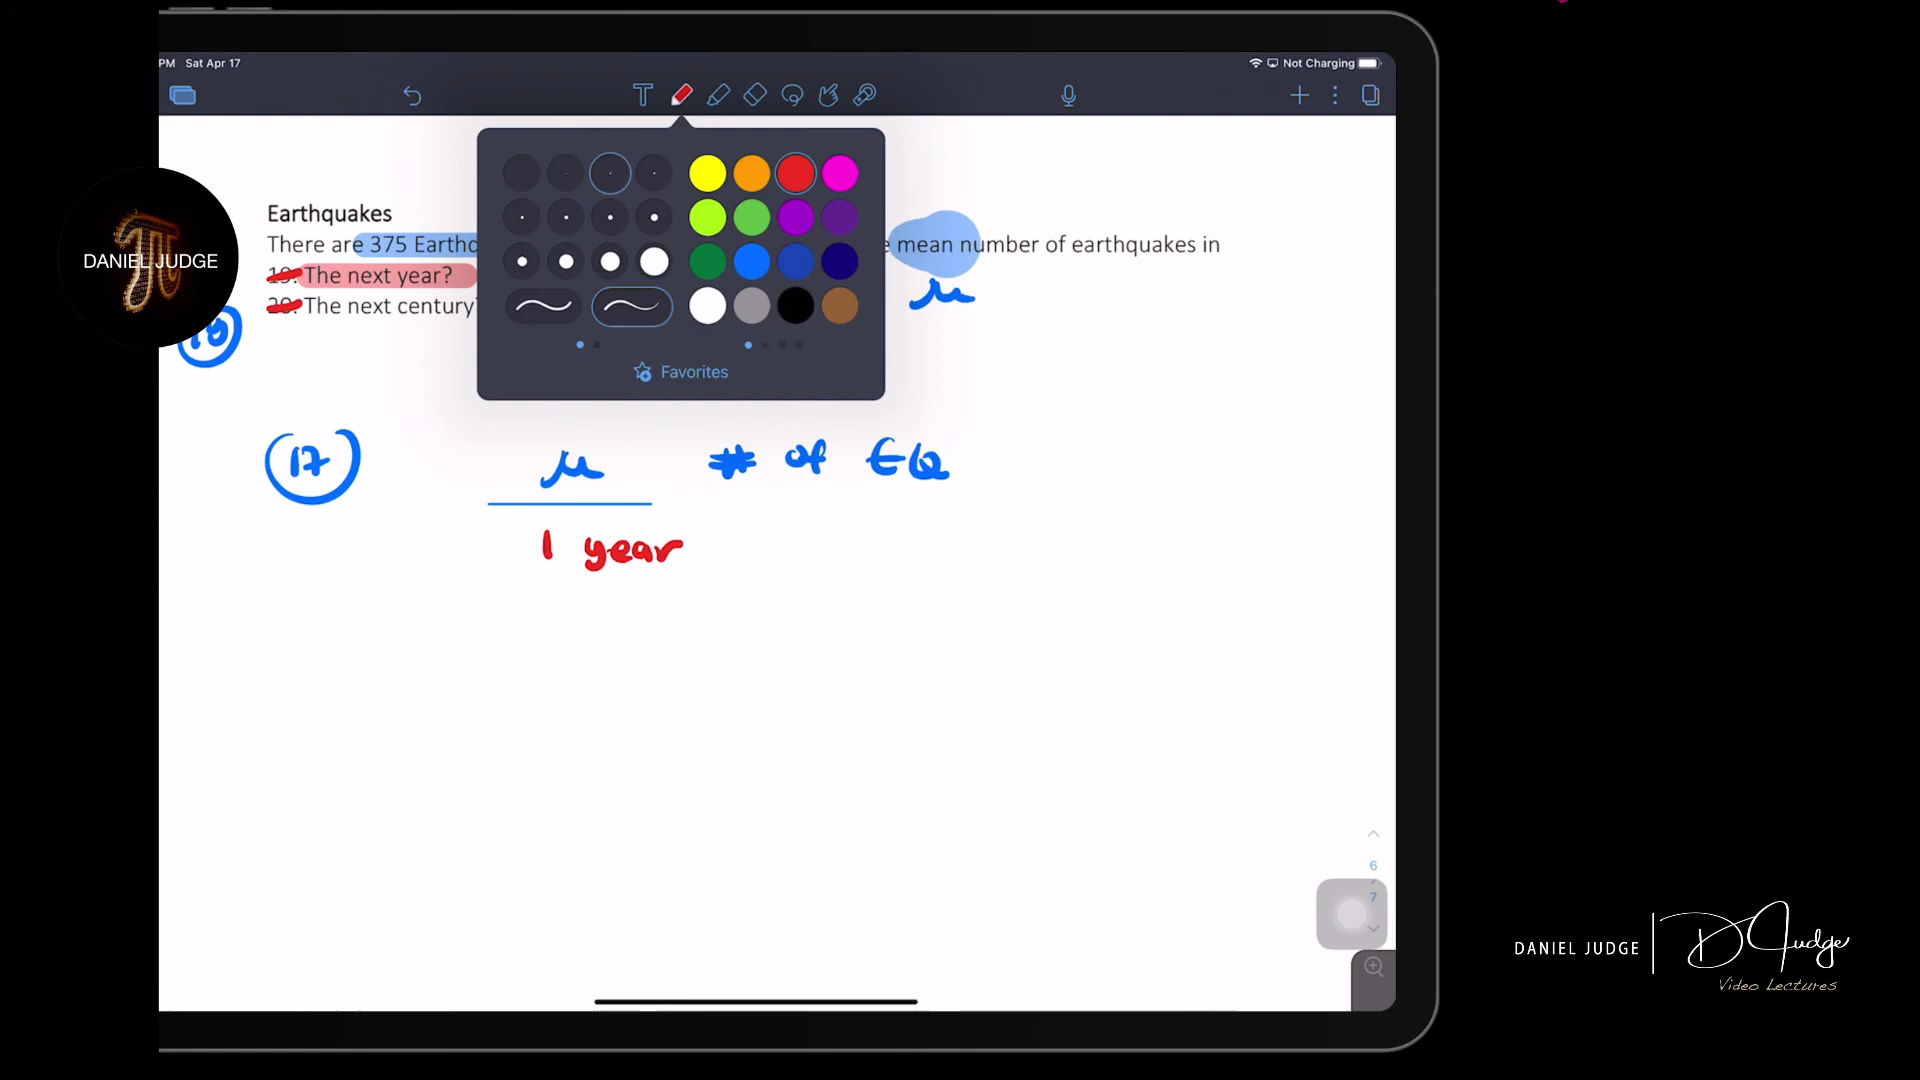 PM Sat Apr 17
Not Charging
T
Favorites
DANIEL JUDGE
Earthquakes
There are 375 Earthq
mean number of earthquakes in
19. The next year?
20. The next century?
μ
18
17
μ # of EQ
1 year
6
7
DANIEL JUDGE
DJudge
Video Lectures